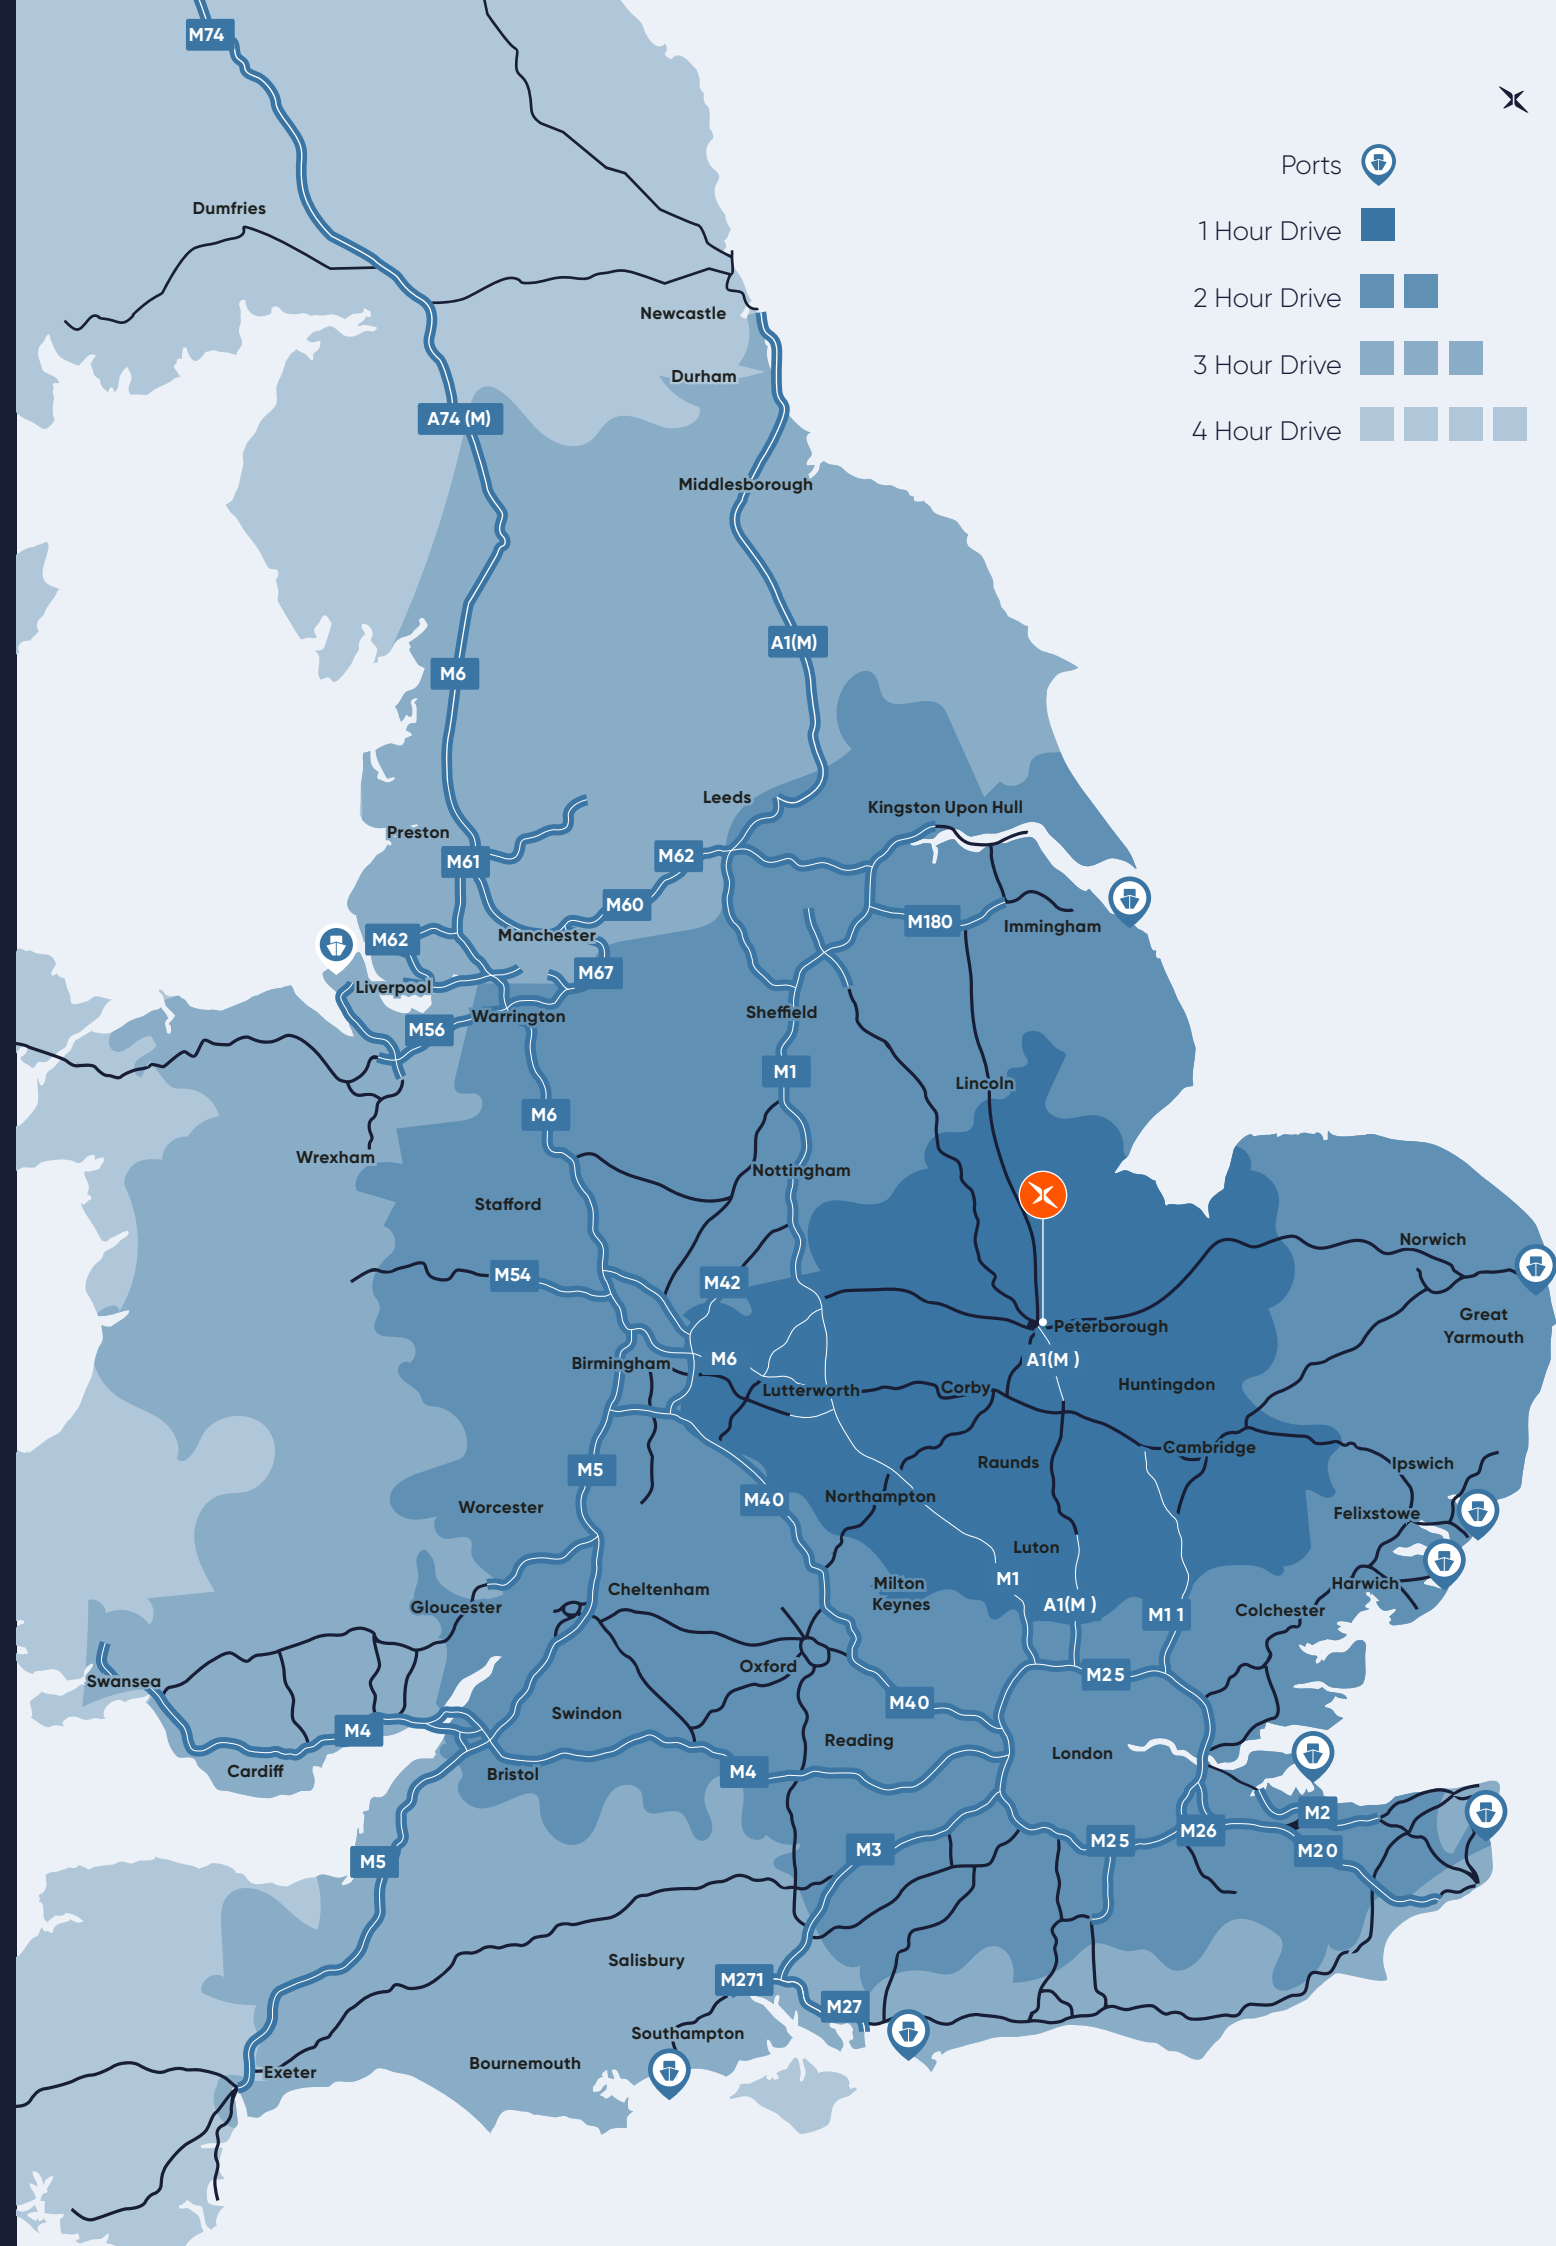 M74
Ports
Dumfries
1 Hour Drive
2 Hour Drive
Newcastle
3 Hour Drive
Durham
A74 (M)
4 Hour Drive
Middlesborough
A1(M)
M6
Leeds
Kingston Upon Hull
Preston
M61
M62
M60
M180
Immingham
M62
Manchester
M67
Liverpool
Warrington
Sheffield
M56
M1
Lincoln
M6
Wrexham
Nottingham
Stafford
Norwich
M54
M42
Great
Yarmouth
Peterborough
Birmingham
M6
A1(M )
Lutterworth
Corby
Huntingdon
Cambridge
M5
Raunds
Ipswich
Worcester
M40
Northampton
Felixstowe
Luton
Cheltenham
Milton
Keynes
M1
Harwich
Gloucester
A1(M )
M1 1
Colchester
Swansea
Oxford
M25
Swindon
M40
M4
Reading
London
Cardiff
Bristol
M4
M2
M5
M3
M25
M26
M20
Salisbury
M271
M27
Southampton
Bournemouth
Exeter